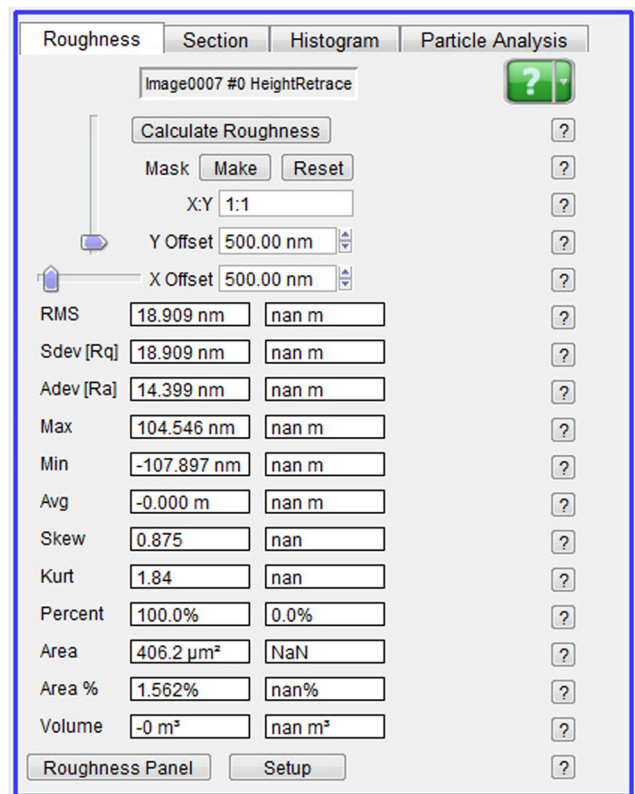 Roughness Section Histogram Particle Analysis
Image0007 #0 HeightRetrace ?
Calculate Roughness ?
Mask Make Reset ?
X:Y 1:1 ?
Y Offset 500.00 nm ?
X Offset 500.00 nm ?
RMS 18.909 nm nan m ?
Sdev [Rq] 18.909 nm nan m ?
Adev [Ra] 14.399 nm nan m ?
Max 104.546 nm nan m ?
Min -107.897 nm nan m ?
Avg -0.000 m nan m ?
Skew 0.875 nan ?
Kurt 1.84 nan ?
Percent 100.0% 0.0% ?
Area 406.2 µm² NaN ?
Area % 1.562% nan% ?
Volume -0 m³ nan m³ ?
Roughness Panel Setup ?